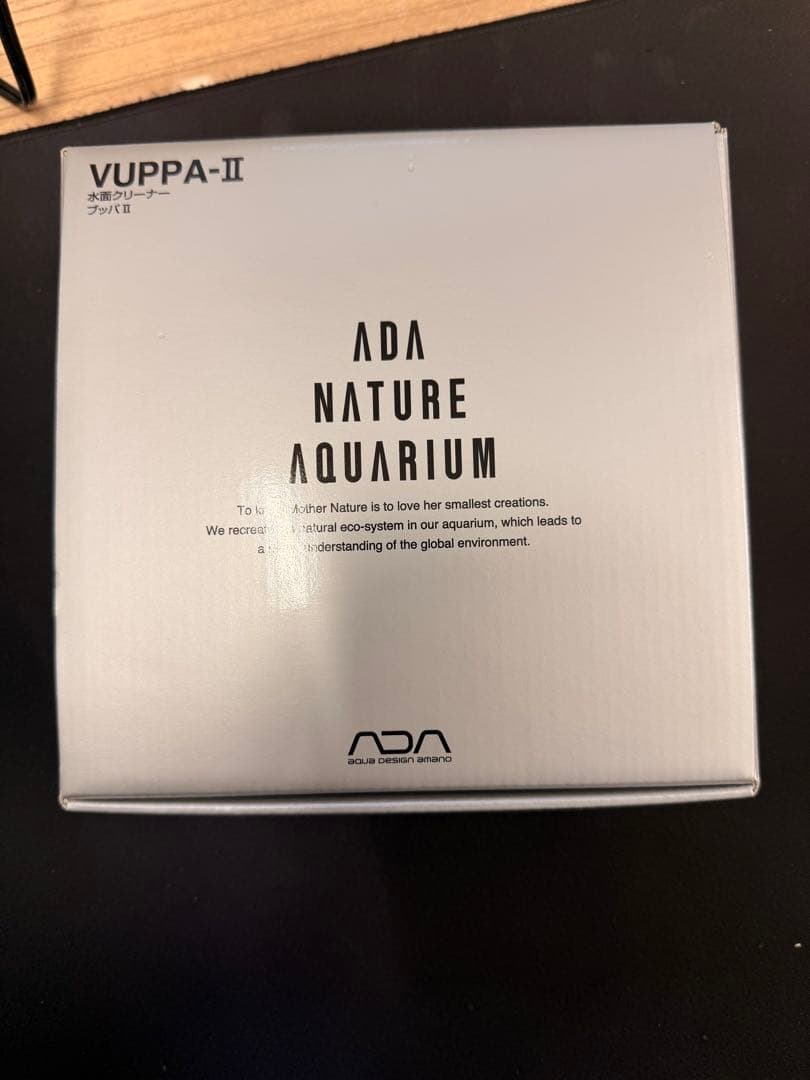 VUPPA-II
水面クリーナー
ブッパ II
ADA
NATURE
AQUARIUM
To Mother Nature is to love her smallest creations.
We natural eco-system in our aquarium, which leads to
a understanding of the global environment.
ADA
aqua design amano